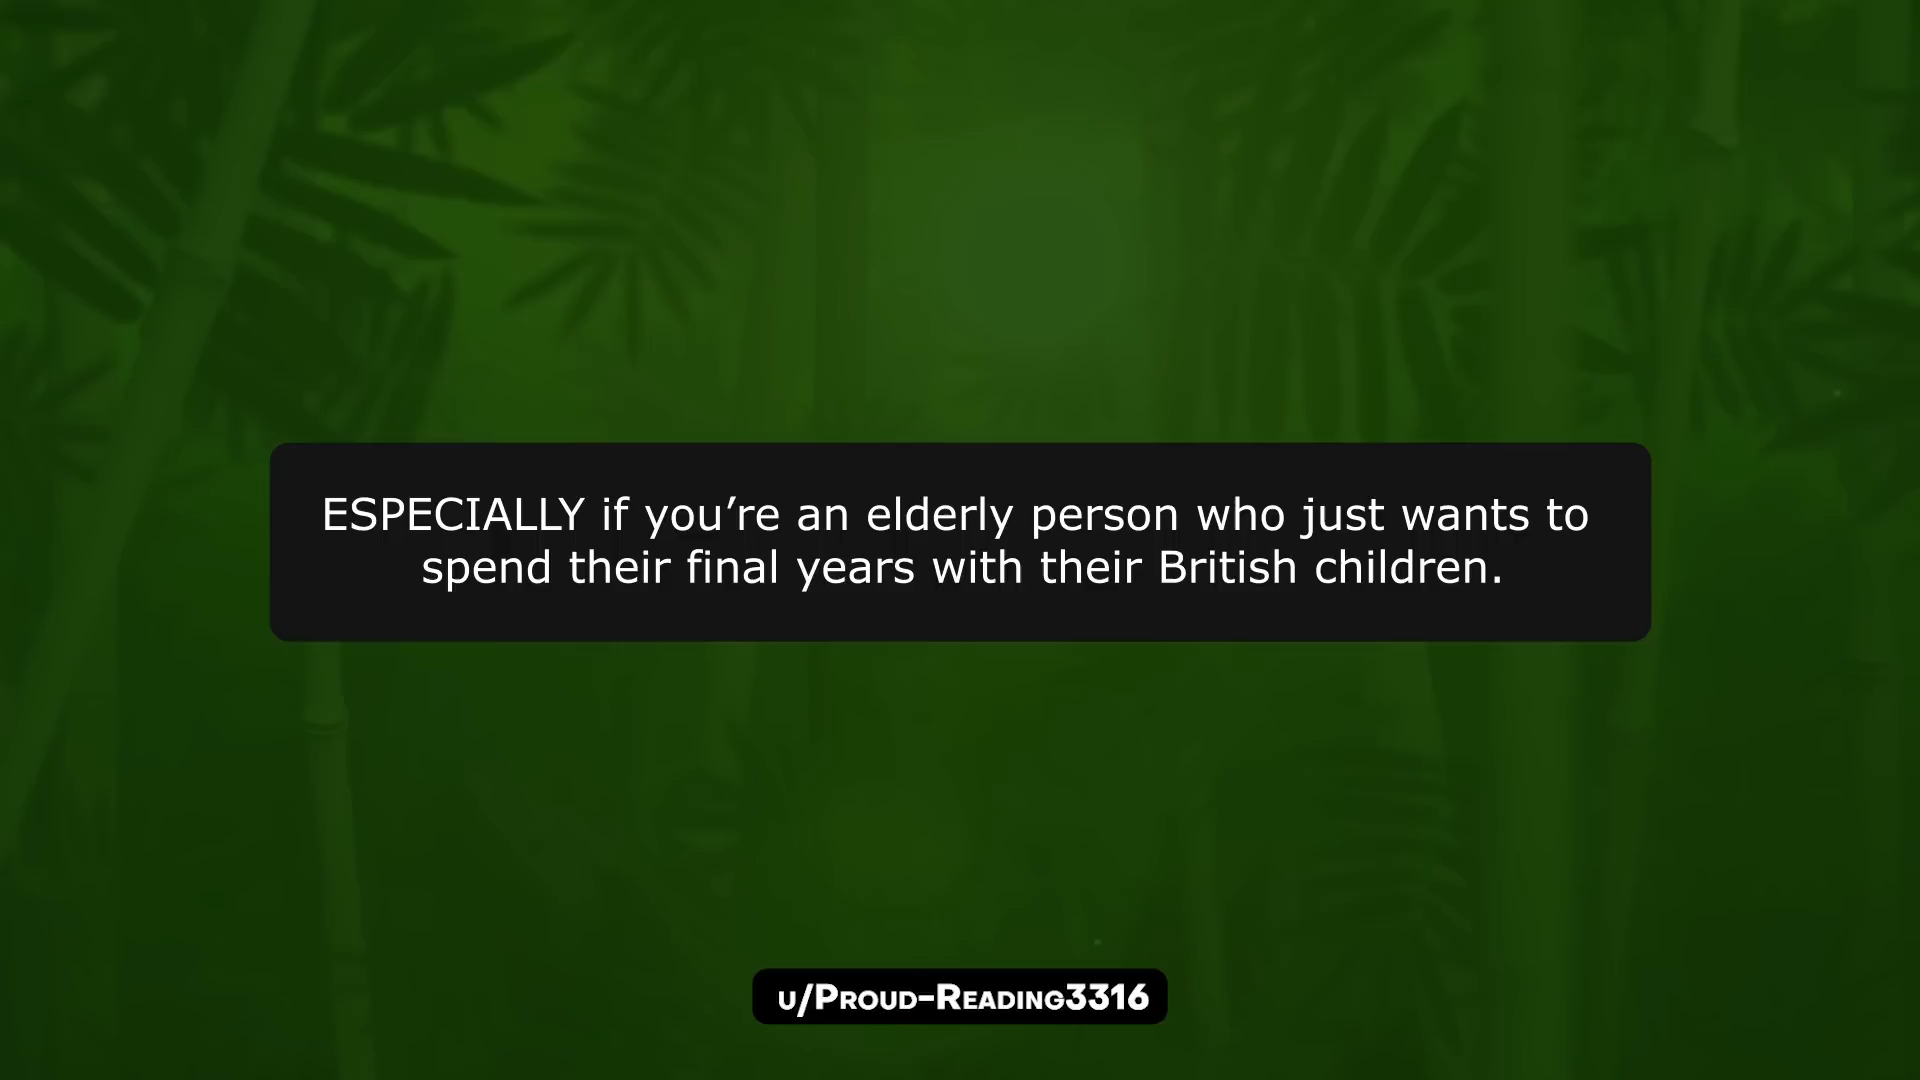 ESPECIALLY if you’re an elderly person who just wants to
spend their final years with their British children.
u/Proud-Reading3316